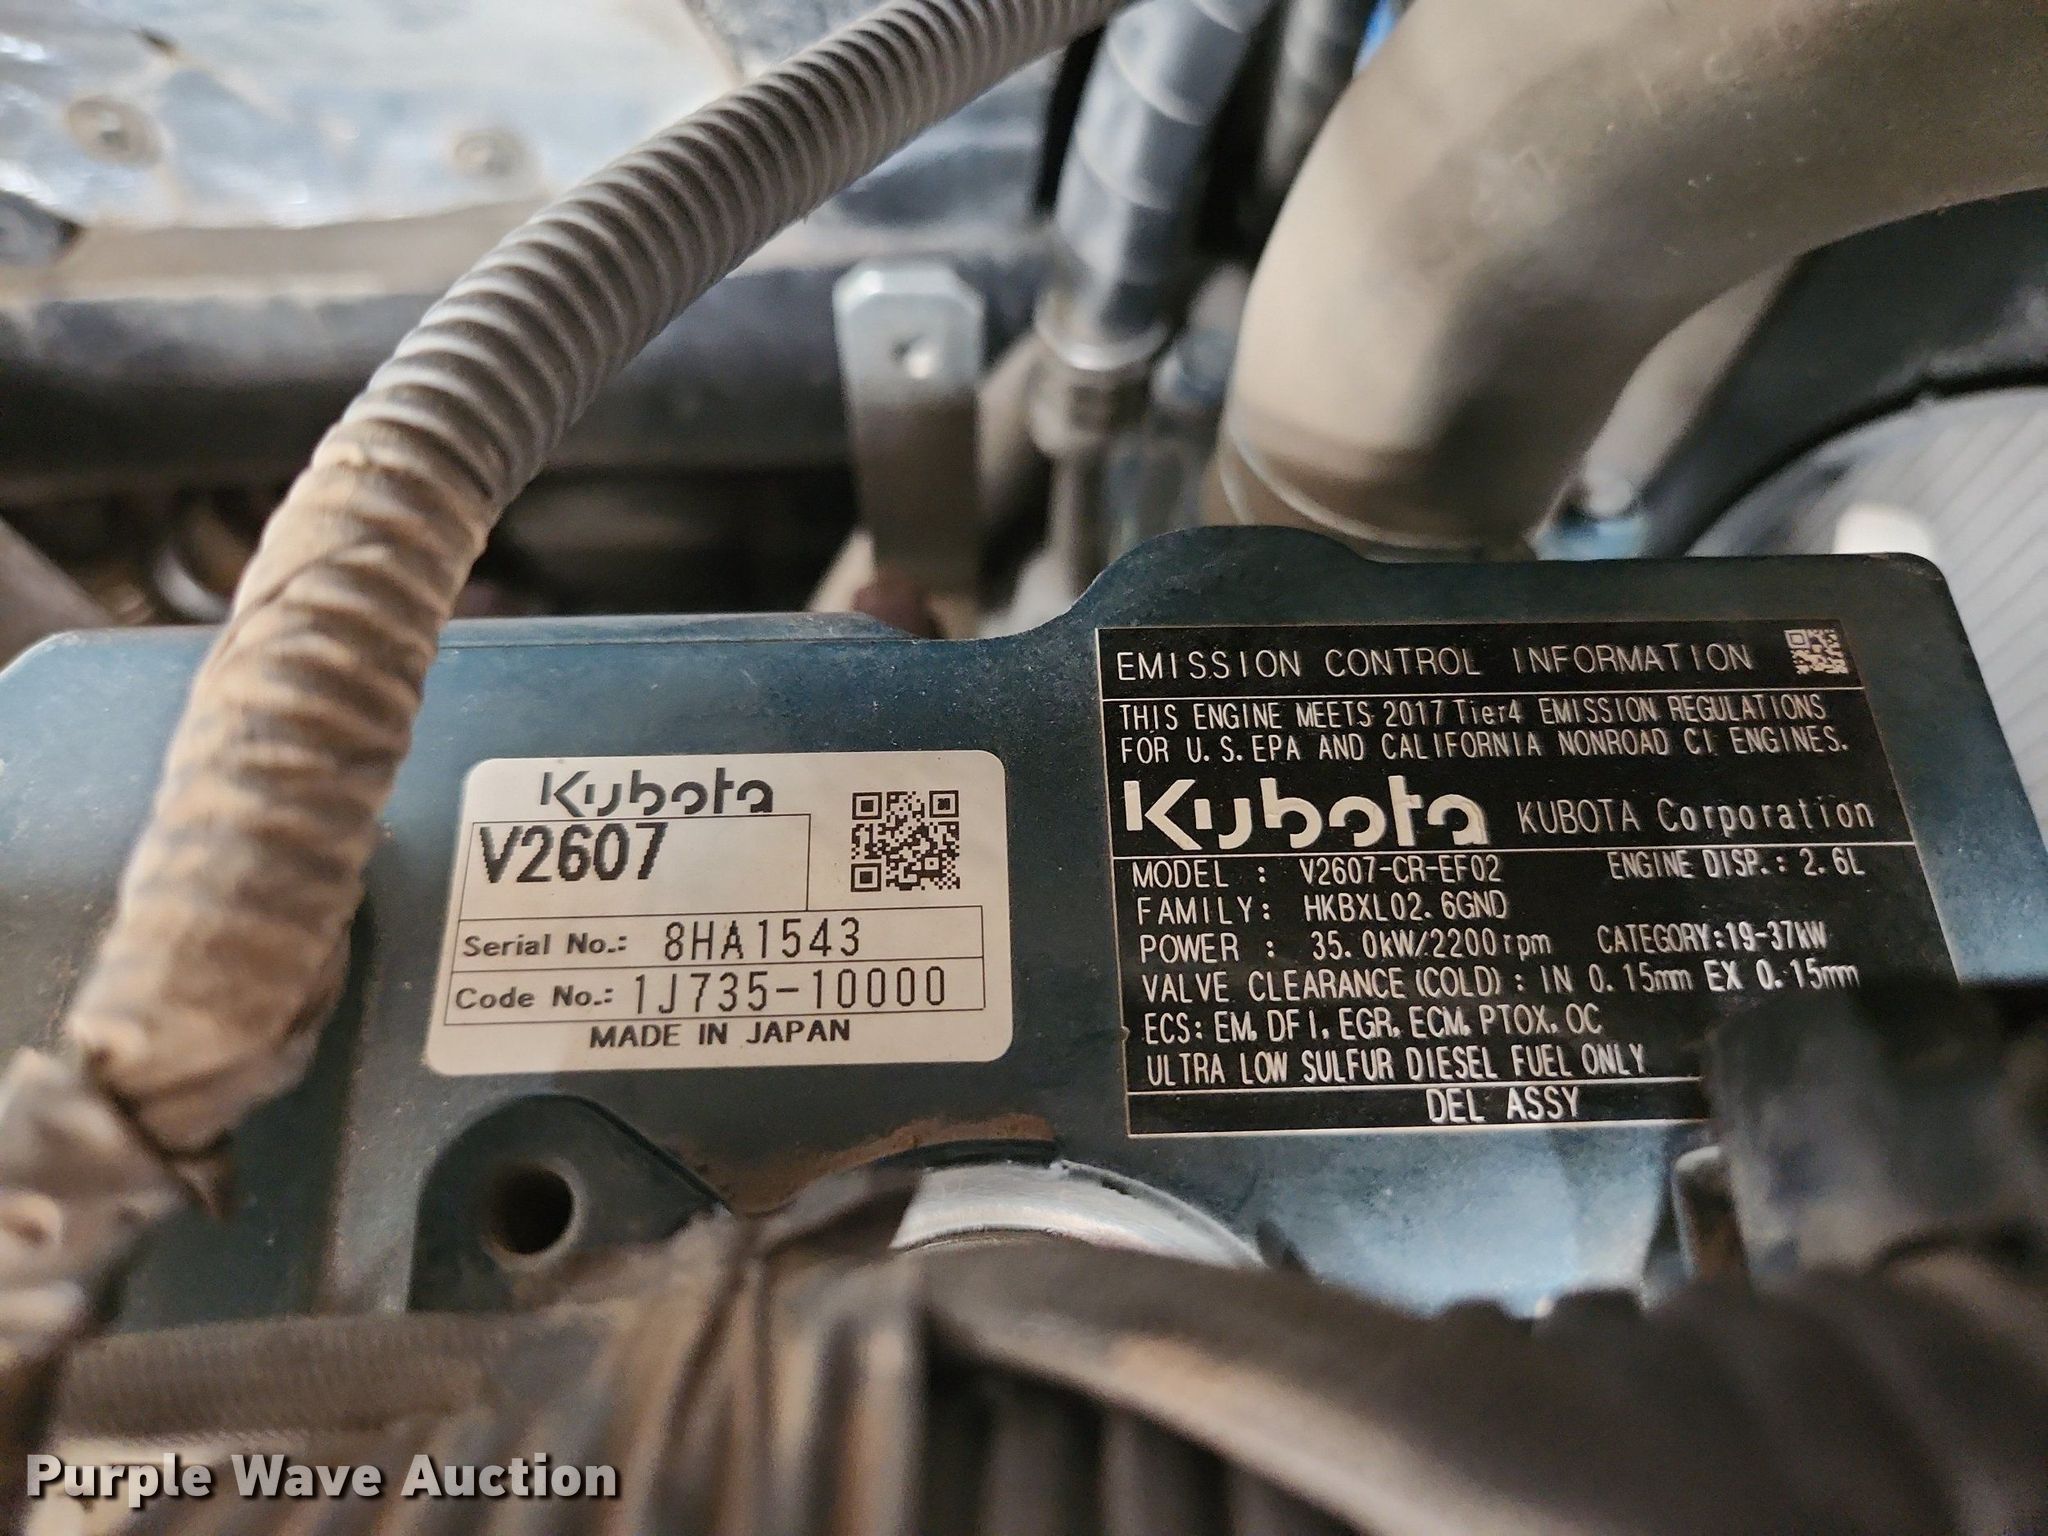 Kubota
V2607
Serial No.: 8HA1543
Code No.: 1J735-10000
MADE IN JAPAN
EMISSION CONTROL INFORMATION
THIS ENGINE MEETS 2017 Tier4 EMISSION REGULATIONS
FOR U.S.EPA AND CALIFORNIA NONROAD CI ENGINES.
Kubota KUBOTA Corporation
MODEL : V2607-CR-EF02 ENGINE DISP.: 2.6L
FAMILY: HKBXL02.6GND
POWER : 35.0kW/2200rpm CATEGORY:19-37kW
VALVE CLEARANCE(COLD): IN 0.15mm EX 0.15mm
ECS: EM, DFI, EGR, ECM, PTOX, OC
ULTRA LOW SULFUR DIESEL FUEL ONLY
DEL ASSY
Purple Wave Auction